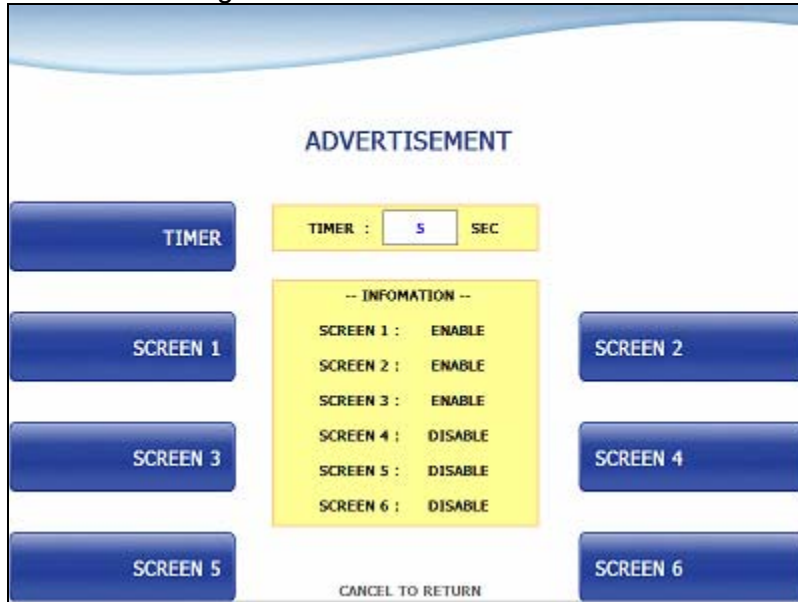 ADVERTISEMENT
TIMER
TIMER : 5 SEC
-- INFOMATION --
SCREEN 1 : ENABLE
SCREEN 2 : ENABLE
SCREEN 3 : ENABLE
SCREEN 4 : DISABLE
SCREEN 5 : DISABLE
SCREEN 6 : DISABLE
SCREEN 1
SCREEN 2
SCREEN 3
SCREEN 4
SCREEN 5
SCREEN 6
CANCEL TO RETURN